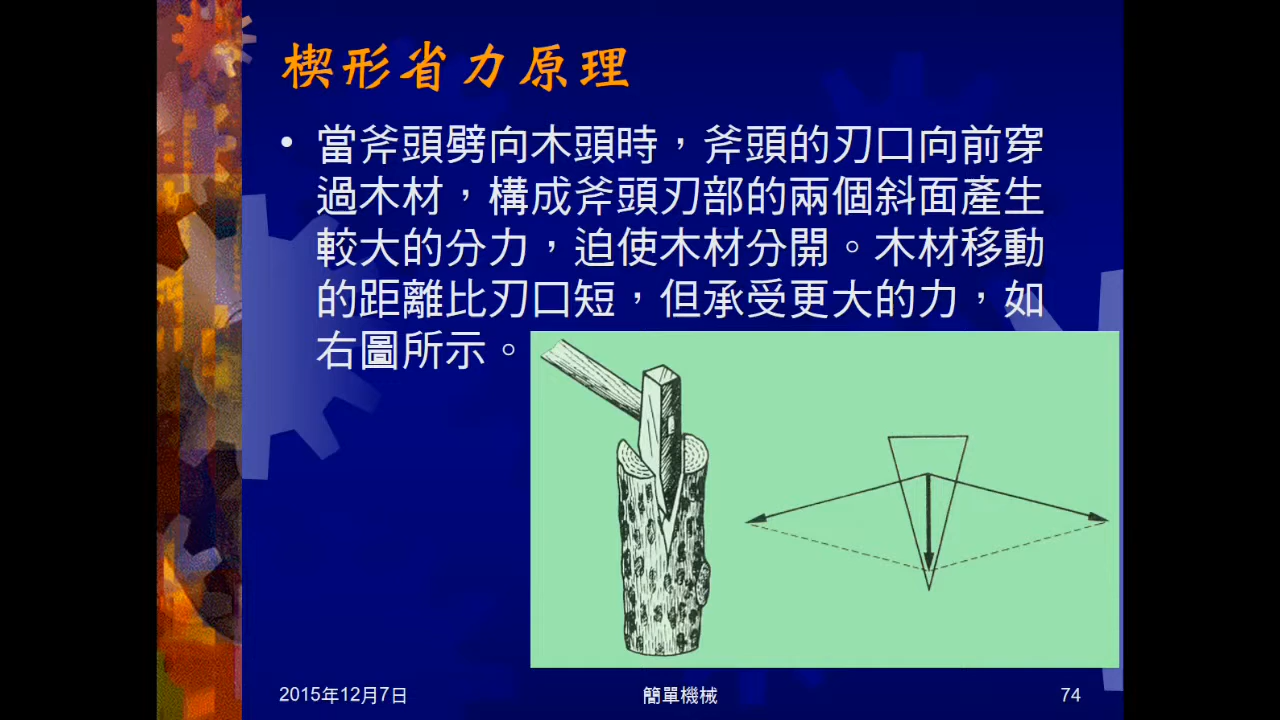 楔形省力原理
• 當斧頭劈向木頭時，斧頭的刃口向前穿
過木材，構成斧頭刃部的兩個斜面產生
較大的分力，迫使木材分開。木材移動
的距離比刃口短，但承受更大的力，如
右圖所示。
2015年12月7日
簡單機械
74